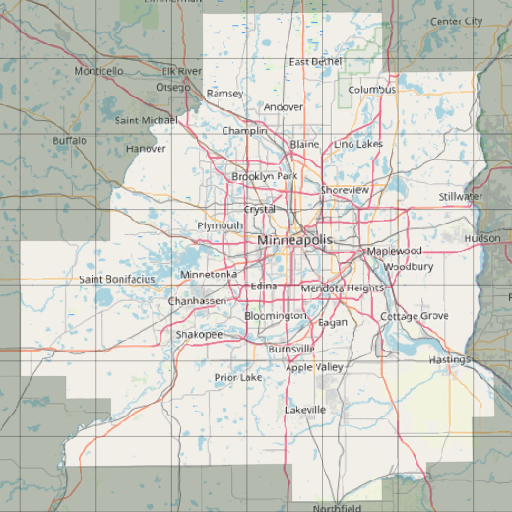 Zimmerman
Center City
East Bethel
Monticello
Elk River
Otsego
Columbus
Ramsey
Andover
Saint Michael
Champlin
Buffalo
Hanover
Blaine
Lino Lakes
Brooklyn Park
Shoreview
Stillwater
Crystal
Plymouth
Minneapolis
Hudson
Maplewood
Woodbury
Saint Bonifacius
Minnetonka
Edina
Mendota Heights
Chanhassen
Bloomington
Eagan
Cottage Grove
Shakopee
Burnsville
Hastings
Apple Valley
Prior Lake
Lakeville
Northfield